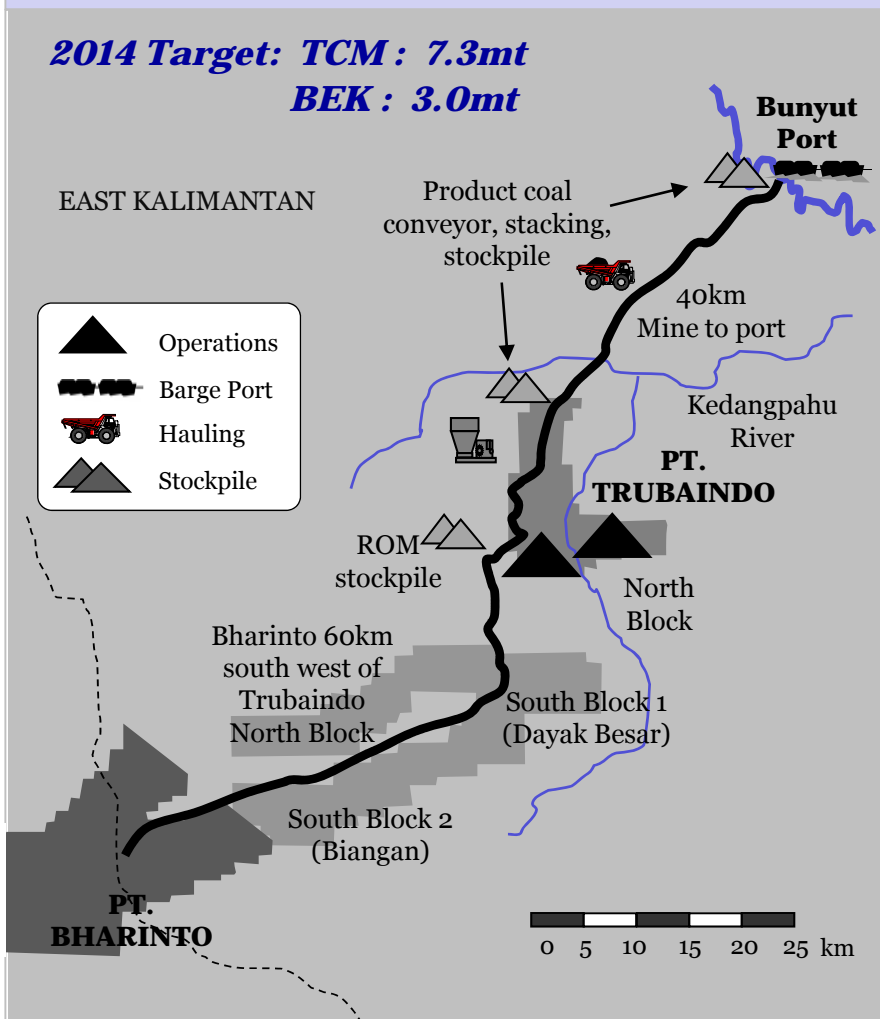 2014 Target: TCM : 7.3mt
BEK : 3.0mt
Bunyut
Port
EAST KALIMANTAN
Product coal
conveyor, stacking,
stockpile
40km
Mine to port
Operations
Barge Port
Hauling
Stockpile
Kedangpahu
River
PT.
TRUBAINDO
ROM
stockpile
North
Block
Bharinto 60km
south west of
Trubaindo
North Block
South Block 1
(Dayak Besar)
South Block 2
(Biangan)
PT.
BHARINTO
0 5 10 15 20 25 km